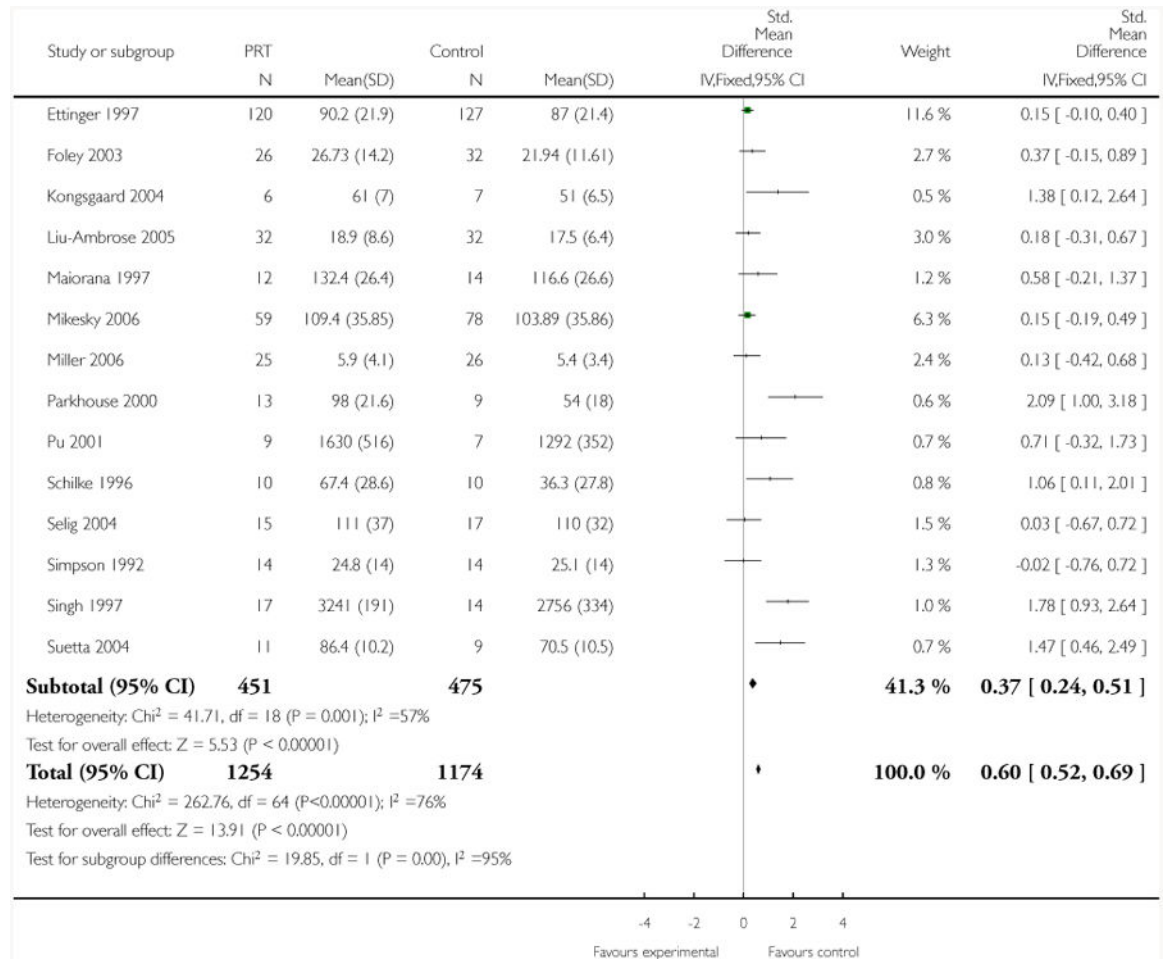 Std.
Mean
Difference
Std.
Mean
Difference
Study or subgroup PRT Control Weight
N Mean(SD) N Mean(SD) IV,Fixed,95% CI IV,Fixed,95% CI
Ettinger 1997 120 90.2 (21.9) 127 87 (21.4) 11.6 % 0.15 [ -0.10, 0.40 ]
Foley 2003 26 26.73 (14.2) 32 21.94 (11.61) 2.7 % 0.37 [ -0.15, 0.89 ]
Kongsgaard 2004 6 61 (7) 7 51 (6.5) 0.5 % 1.38 [ 0.12, 2.64 ]
Liu-Ambrose 2005 32 18.9 (8.6) 32 17.5 (6.4) 3.0 % 0.18 [ -0.31, 0.67 ]
Maiorana 1997 12 132.4 (26.4) 14 116.6 (26.6) 1.2 % 0.58 [ -0.21, 1.37 ]
Mikesky 2006 59 109.4 (35.85) 78 103.89 (35.86) 6.3 % 0.15 [ -0.19, 0.49 ]
Miller 2006 25 5.9 (4.1) 26 5.4 (3.4) 2.4 % 0.13 [ -0.42, 0.68 ]
Parkhouse 2000 13 98 (21.6) 9 54 (18) 0.6 % 2.09 [ 1.00, 3.18 ]
Pu 2001 9 1630 (516) 7 1292 (352) 0.7 % 0.71 [ -0.32, 1.73 ]
Schilke 1996 10 67.4 (28.6) 10 36.3 (27.8) 0.8 % 1.06 [ 0.11, 2.01 ]
Selig 2004 15 111 (37) 17 110 (32) 1.5 % 0.03 [ -0.67, 0.72 ]
Simpson 1992 14 24.8 (14) 14 25.1 (14) 1.3 % -0.02 [ -0.76, 0.72 ]
Singh 1997 17 3241 (191) 14 2756 (334) 1.0 % 1.78 [ 0.93, 2.64 ]
Suetta 2004 11 86.4 (10.2) 9 70.5 (10.5) 0.7 % 1.47 [ 0.46, 2.49 ]
Subtotal (95% CI) 451 475 41.3 % 0.37 [ 0.24, 0.51 ]
Heterogeneity: Chi² = 41.71, df = 18 (P = 0.001); I² =57%
Test for overall effect: Z = 5.53 (P < 0.00001)
Total (95% CI) 1254 1174 100.0 % 0.60 [ 0.52, 0.69 ]
Heterogeneity: Chi² = 262.76, df = 64 (P<0.00001); I² =76%
Test for overall effect: Z = 13.91 (P < 0.00001)
Test for subgroup differences: Chi² = 19.85, df = 1 (P = 0.00), I² =95%
-4 -2 0 2 4
Favours experimental Favours control